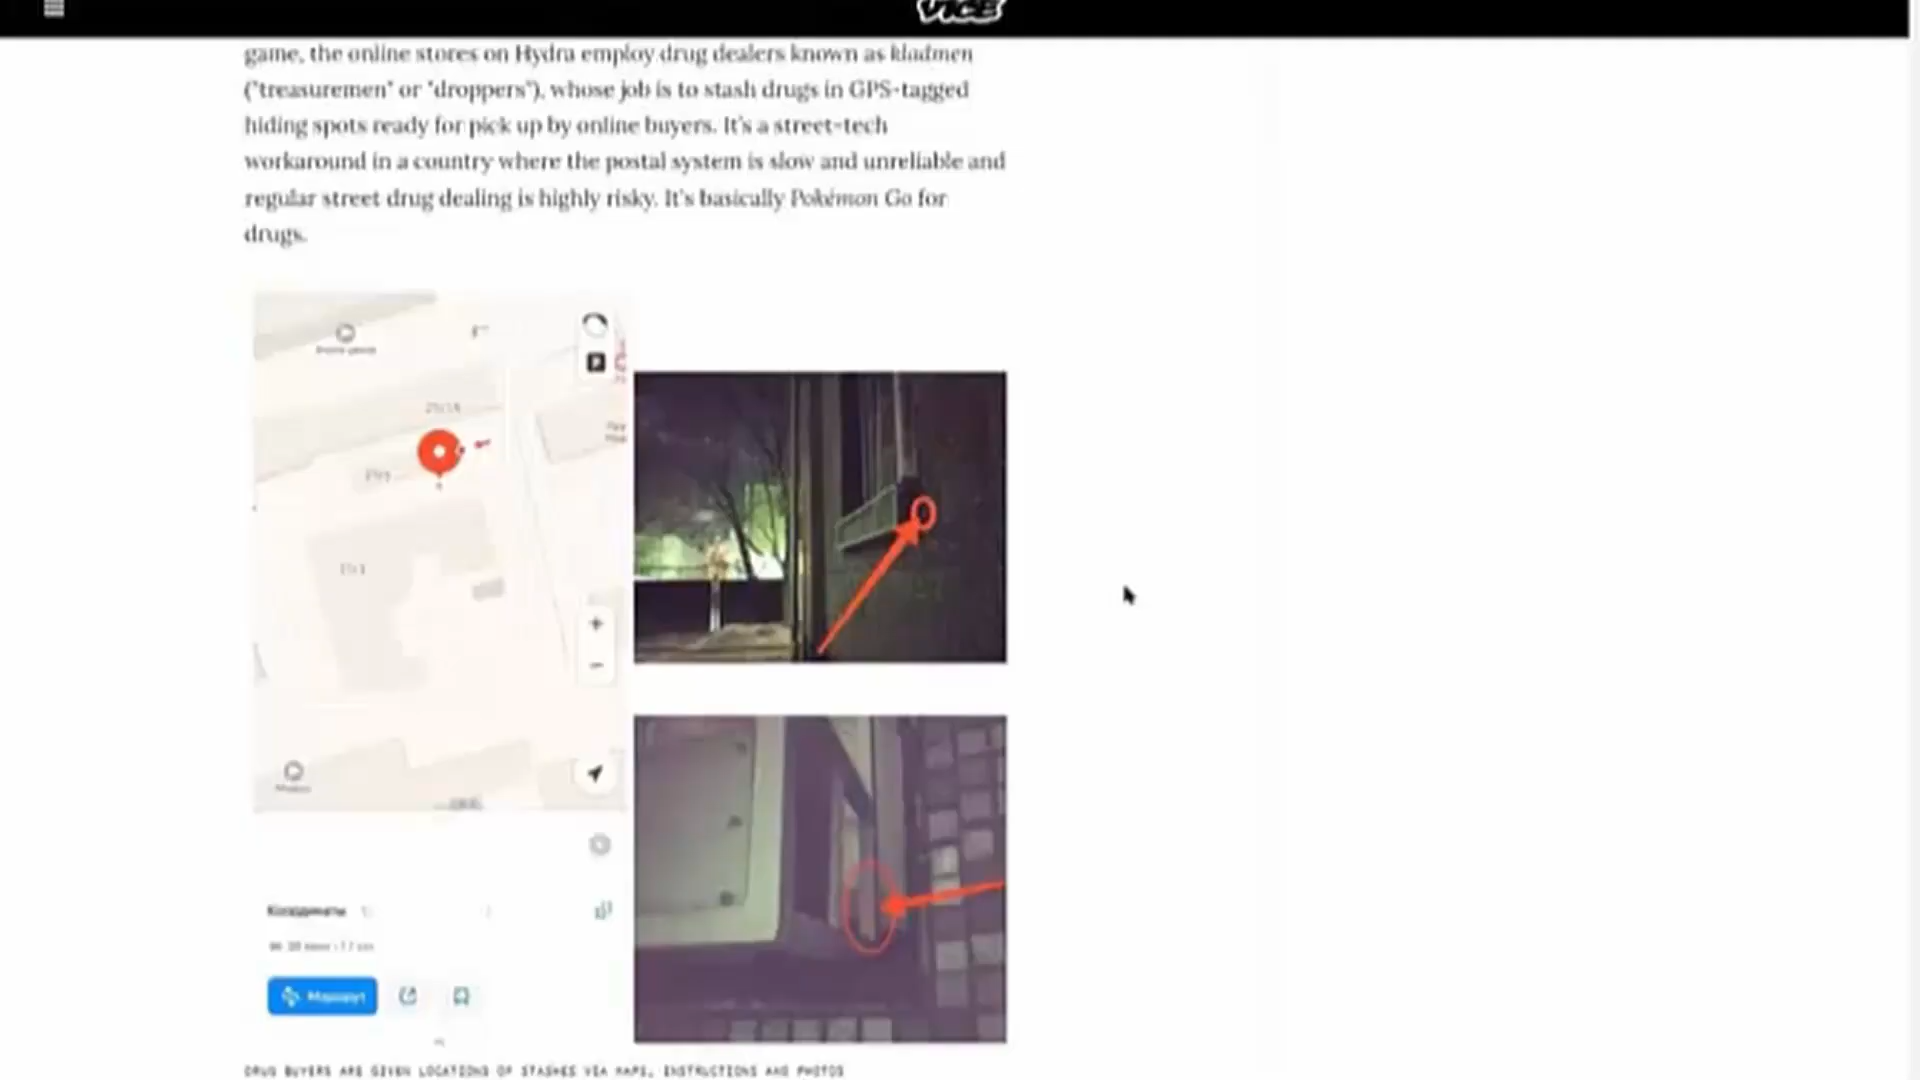 VICE
game, the online stores on Hydra employ drug dealers known as kladmen
("treasuremen" or "droppers"), whose job is to stash drugs in GPS-tagged
hiding spots ready for pick up by online buyers. It's a street-tech
workaround in a country where the postal system is slow and unreliable and
regular street drug dealing is highly risky. It's basically Pokémon Go for
drugs.
P
+
−
Координаты
Маршрут
DRUG BUYERS ARE GIVEN LOCATIONS OF STASHES VIA MAPS, INSTRUCTIONS AND PHOTOS